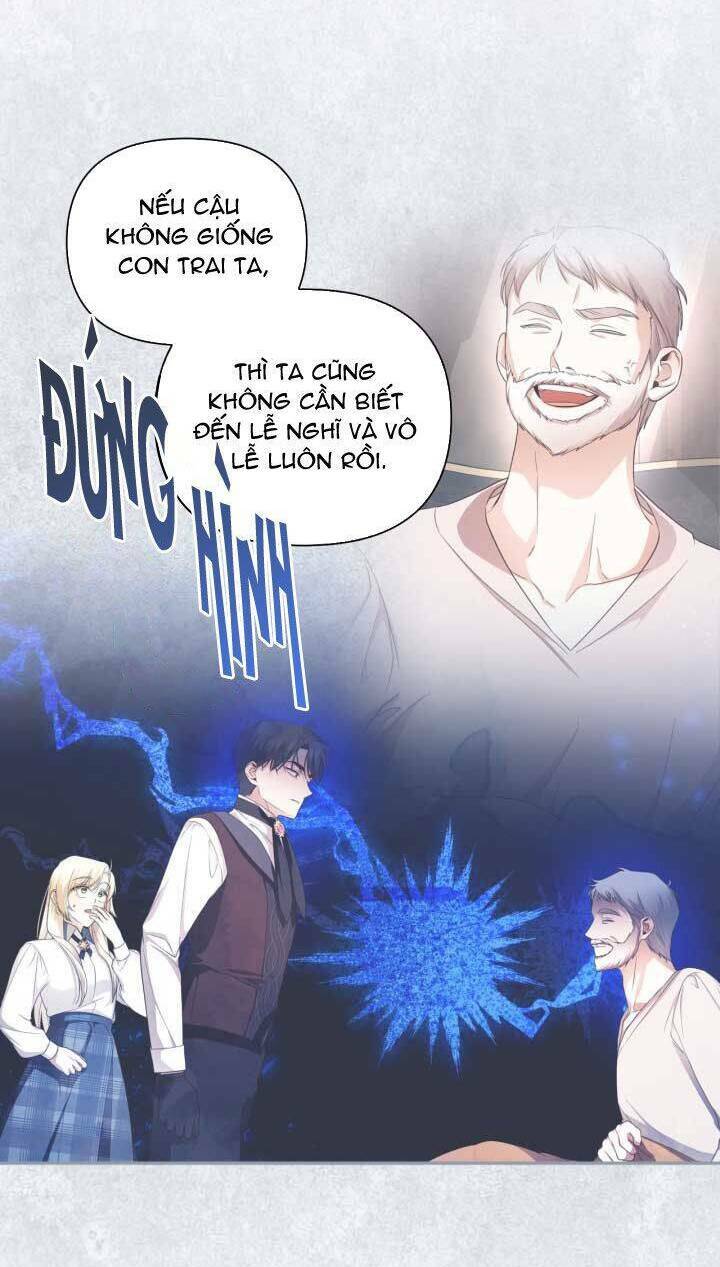 NẾU CẬU
KHÔNG GIỐNG
CON TRAI TA,
THÌ TA CŨNG
KHÔNG CẦN BIẾT
ĐẾN LỄ NGHĨ VÀ VÔ
LỄ LUÔN RỒI.
ĐỨNG
HÌNH